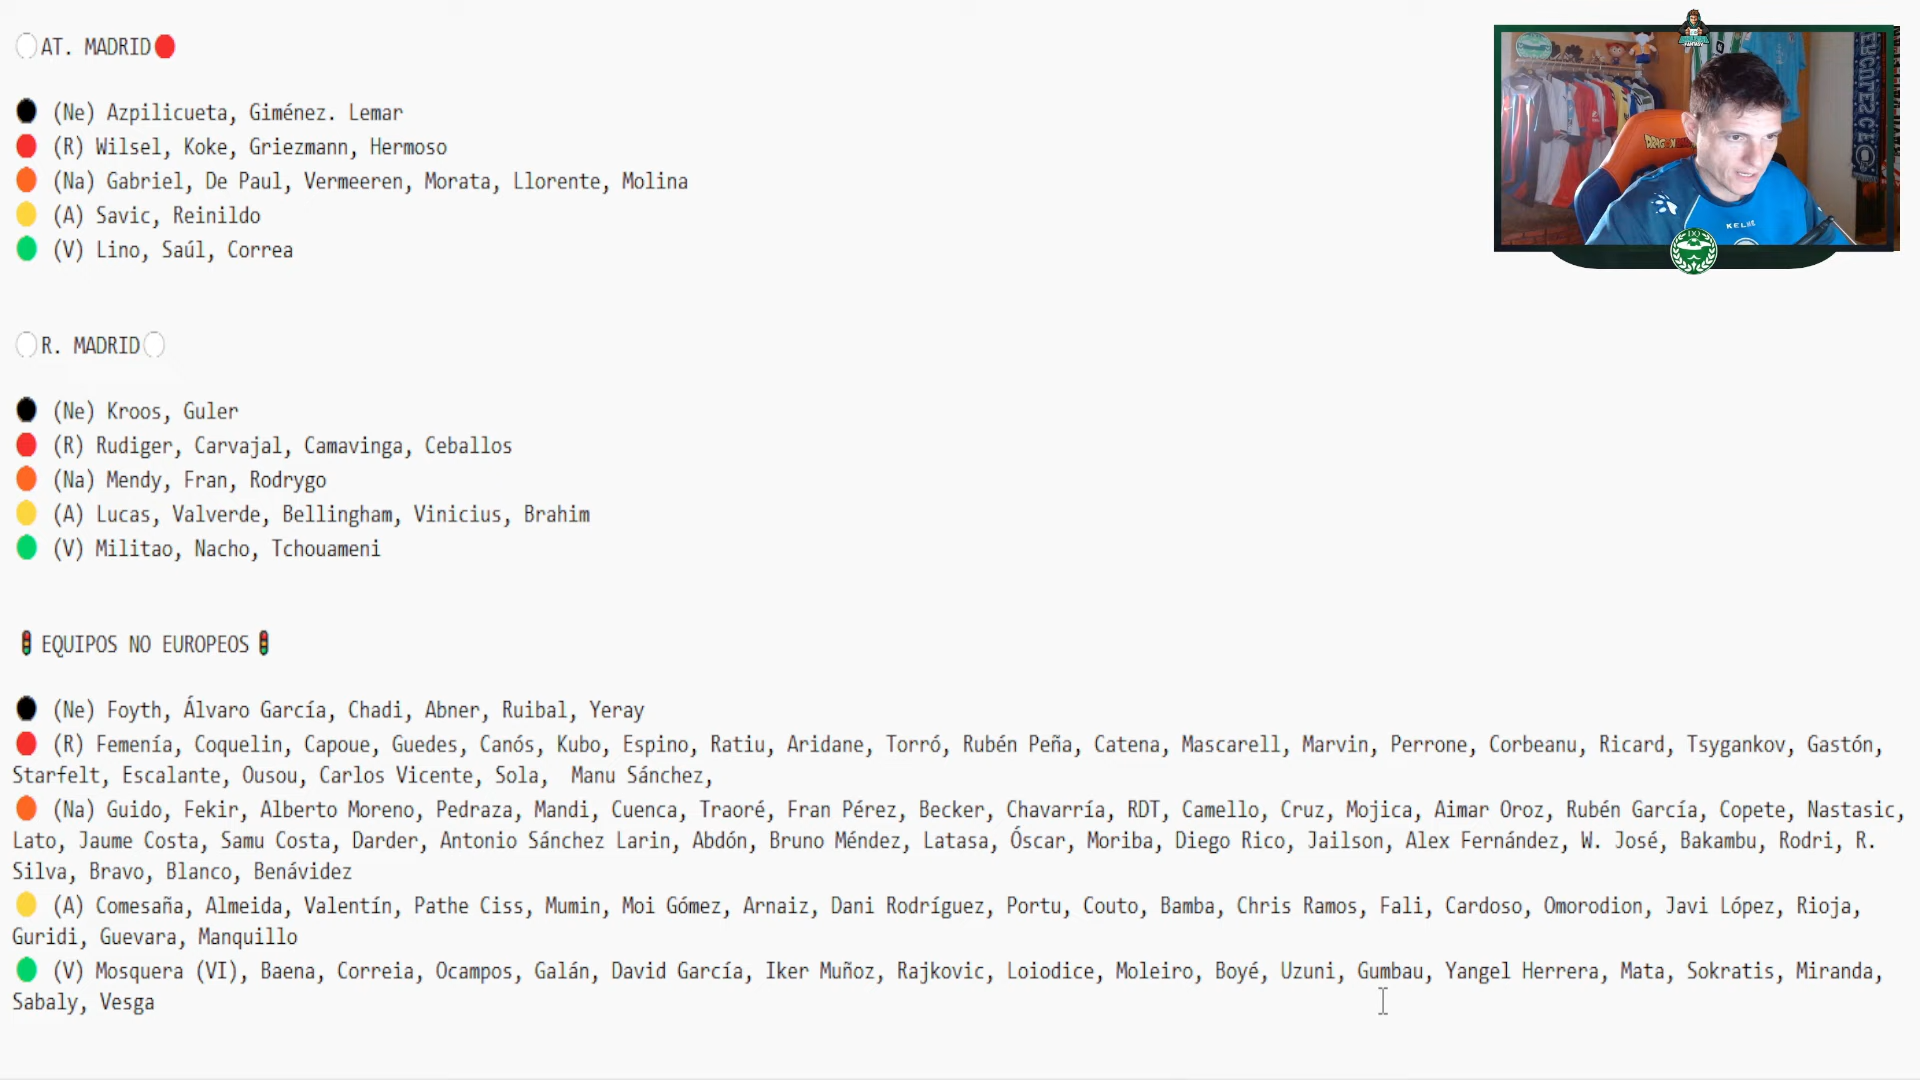 AT. MADRID
(Ne) Azpilicueta, Giménez. Lemar
(R) Wilsel, Koke, Griezmann, Hermoso
(Na) Gabriel, De Paul, Vermeeren, Morata, Llorente, Molina
(A) Savic, Reinildo
(V) Lino, Saúl, Correa
R. MADRID
(Ne) Kroos, Guler
(R) Rudiger, Carvajal, Camavinga, Ceballos
(Na) Mendy, Fran, Rodrygo
(A) Lucas, Valverde, Bellingham, Vinicius, Brahim
(V) Militao, Nacho, Tchouameni
EQUIPOS NO EUROPEOS
(Ne) Foyth, Álvaro García, Chadi, Abner, Ruibal, Yeray
(R) Femenía, Coquelin, Capoue, Guedes, Canós, Kubo, Espino, Ratiu, Aridane, Torró, Rubén Peña, Catena, Mascarell, Marvin, Perrone, Corbeanu, Ricard, Tsygankov, Gastón,
Starfelt, Escalante, Ousou, Carlos Vicente, Sola,  Manu Sánchez,
(Na) Guido, Fekir, Alberto Moreno, Pedraza, Mandi, Cuenca, Traoré, Fran Pérez, Becker, Chavarría, RDT, Camello, Cruz, Mojica, Aimar Oroz, Rubén García, Copete, Nastasic,
Lato, Jaume Costa, Samu Costa, Darder, Antonio Sánchez Larin, Abdón, Bruno Méndez, Latasa, Óscar, Moriba, Diego Rico, Jailson, Alex Fernández, W. José, Bakambu, Rodri, R.
Silva, Bravo, Blanco, Benávidez
(A) Comesaña, Almeida, Valentín, Pathe Ciss, Mumin, Moi Gómez, Arnaiz, Dani Rodríguez, Portu, Couto, Bamba, Chris Ramos, Fali, Cardoso, Omorodion, Javi López, Rioja,
Guridi, Guevara, Manquillo
(V) Mosquera (VI), Baena, Correia, Ocampos, Galán, David García, Iker Muñoz, Rajkovic, Loiodice, Moleiro, Boyé, Uzuni, Gumbau, Yangel Herrera, Mata, Sokratis, Miranda,
Sabaly, Vesga
KELME